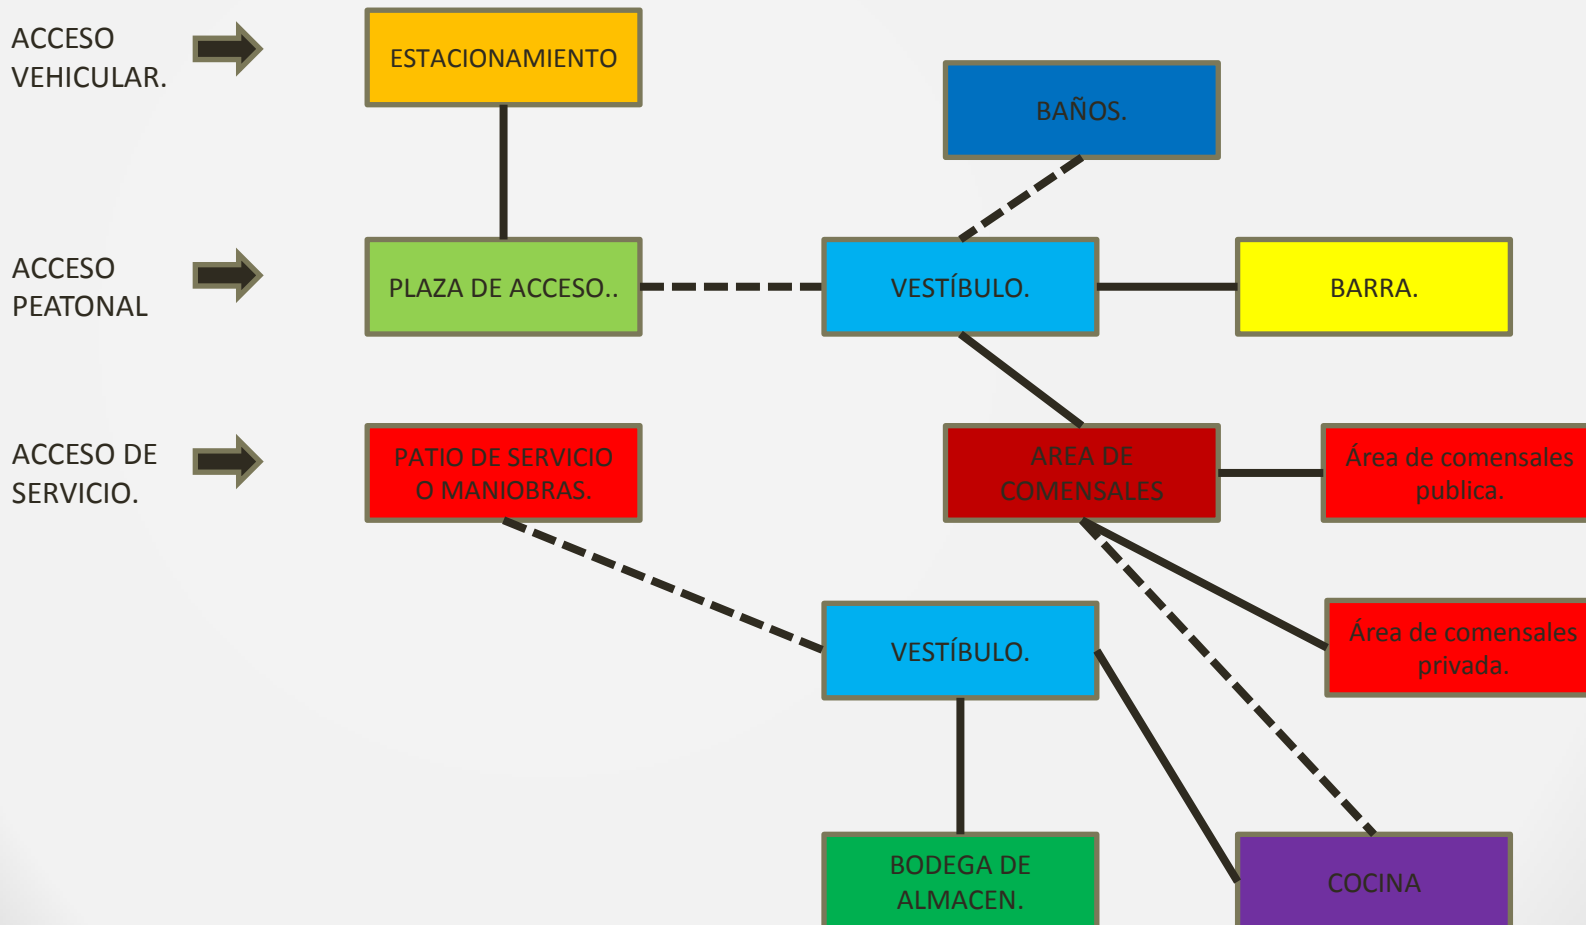 ACCESO
VEHICULAR.
ESTACIONAMIENTO
BAÑOS.
ACCESO
PEATONAL
PLAZA DE ACCESO..
VESTÍBULO.
BARRA.
ACCESO DE
SERVICIO.
PATIO DE SERVICIO
O MANIOBRAS.
AREA DE
COMENSALES
Área de comensales
publica.
VESTÍBULO.
Área de comensales
privada.
BODEGA DE
ALMACEN.
COCINA